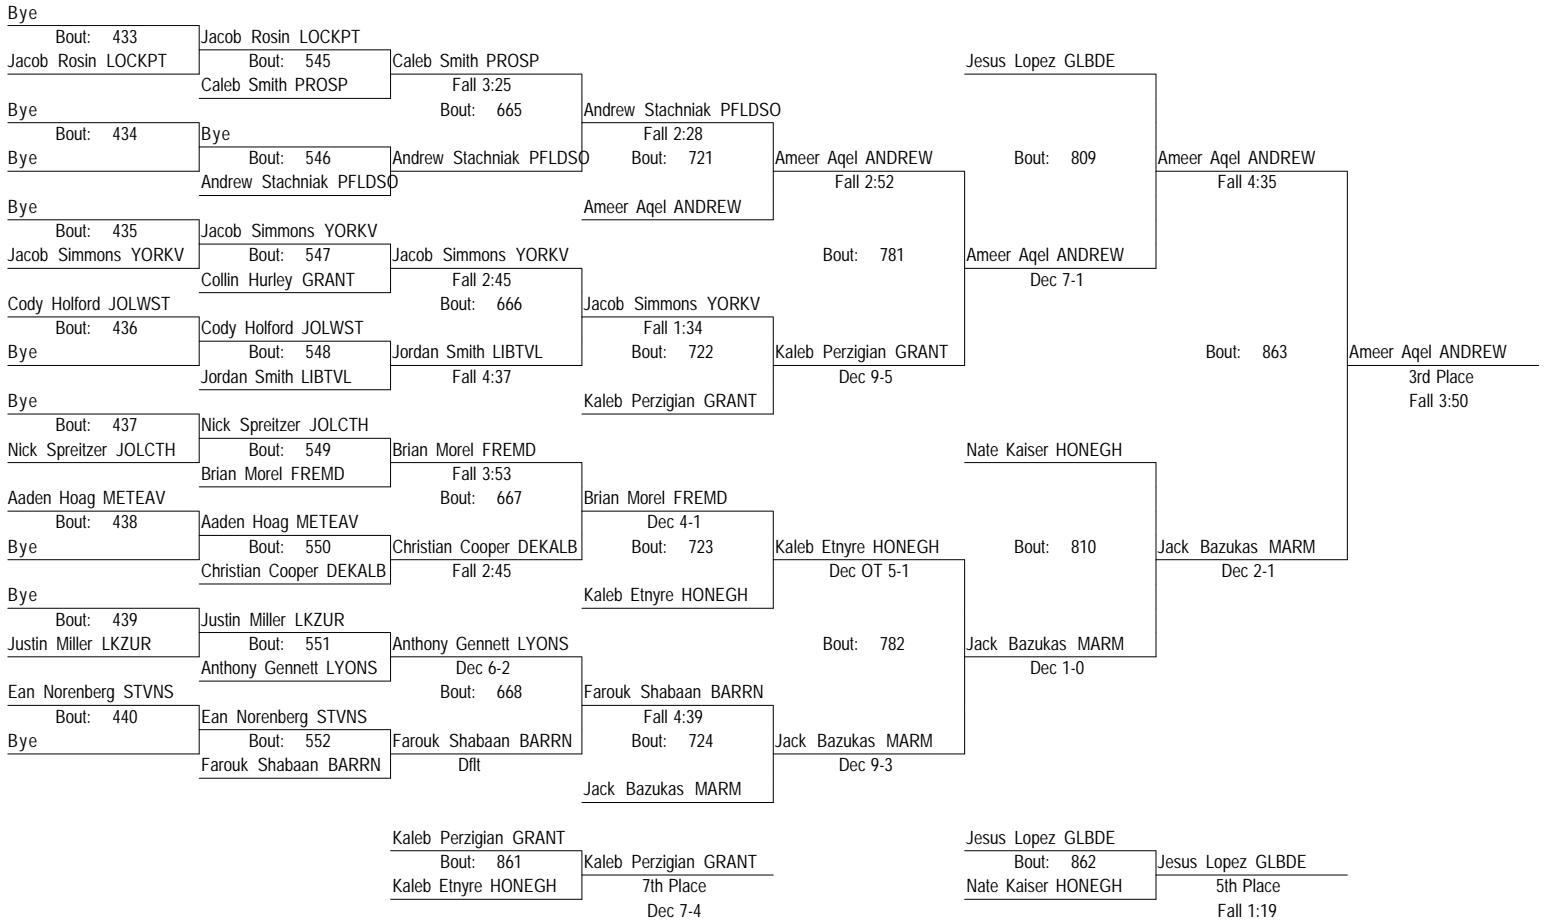 Bye
Bout: 433
Jacob Rosin LOCKPT
Bye
Bout: 434
Bye
Bye
Bout: 435
Jacob Simmons YORKV
Cody Holford JOLWST
Bout: 436
Bye
Bye
Bout: 437
Nick Spreitzer JOLCTH
Aaden Hoag METEAV
Bout: 438
Bye
Bye
Bout: 439
Justin Miller LKZUR
Ean Norenberg STVNS
Bout: 440
Bye
Jacob Rosin LOCKPT
Bout: 545
Caleb Smith PROSP
Bye
Bout: 546
Andrew Stachniak PFLDSO
Jacob Simmons YORKV
Bout: 547
Collin Hurley GRANT
Cody Holford JOLWST
Bout: 548
Jordan Smith LIBTVL
Nick Spreitzer JOLCTH
Bout: 549
Brian Morel FREMD
Aaden Hoag METEAV
Bout: 550
Christian Cooper DEKALB
Justin Miller LKZUR
Bout: 551
Anthony Gennett LYONS
Ean Norenberg STVNS
Bout: 552
Farouk Shabaan BARRN
Caleb Smith PROSP
Fall 3:25
Bout: 665
Andrew Stachniak PFLDSO
Jacob Simmons YORKV
Fall 2:45
Bout: 666
Jordan Smith LIBTVL
Fall 4:37
Brian Morel FREMD
Fall 3:53
Bout: 667
Christian Cooper DEKALB
Fall 2:45
Anthony Gennett LYONS
Dec 6-2
Bout: 668
Farouk Shabaan BARRN
Dflt
Andrew Stachniak PFLDSO
Fall 2:28
Bout: 721
Ameer Aqel ANDREW
Jacob Simmons YORKV
Fall 1:34
Bout: 722
Kaleb Perzigian GRANT
Brian Morel FREMD
Dec 4-1
Bout: 723
Kaleb Etnyre HONEGH
Farouk Shabaan BARRN
Fall 4:39
Bout: 724
Jack Bazukas MARM
Ameer Aqel ANDREW
Fall 2:52
Bout: 781
Kaleb Perzigian GRANT
Dec 9-5
Kaleb Etnyre HONEGH
Dec OT 5-1
Bout: 782
Jack Bazukas MARM
Dec 9-3
Jesus Lopez GLBDE
Bout: 809
Ameer Aqel ANDREW
Dec 7-1
Nate Kaiser HONEGH
Bout: 810
Jack Bazukas MARM
Dec 1-0
Ameer Aqel ANDREW
Fall 4:35
Bout: 863
Jack Bazukas MARM
Dec 2-1
Ameer Aqel ANDREW
3rd Place
Fall 3:50
Kaleb Perzigian GRANT
Bout: 861
Kaleb Etnyre HONEGH
Kaleb Perzigian GRANT
7th Place
Dec 7-4
Jesus Lopez GLBDE
Bout: 862
Nate Kaiser HONEGH
Jesus Lopez GLBDE
5th Place
Fall 1:19